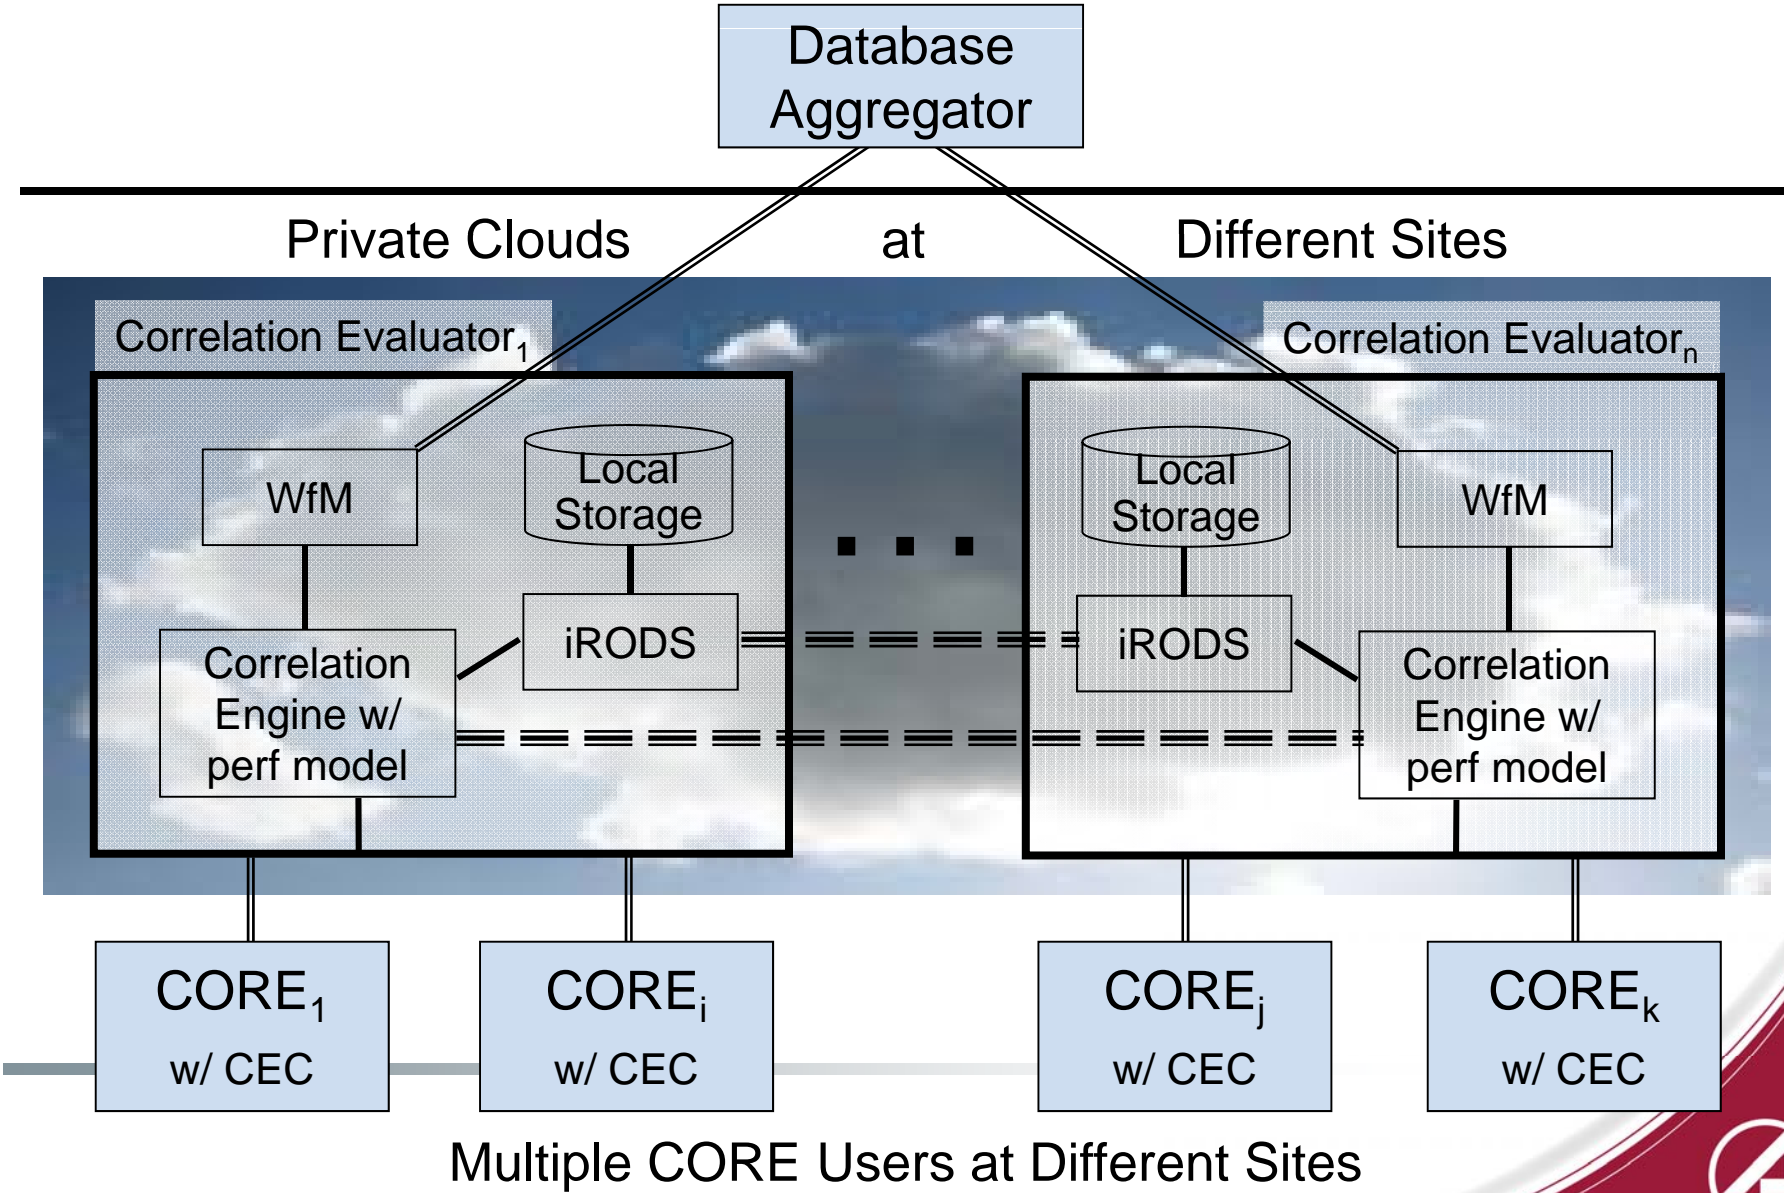 Database
Aggregator
Private Clouds at Different Sites
Correlation Evaluator₁
Correlation Evaluatorₙ
WfM
Local
Storage
iRODS
Correlation
Engine w/
perf model
. . .
Local
Storage
WfM
iRODS
Correlation
Engine w/
perf model
CORE₁
w/ CEC
COREᵢ
w/ CEC
COREⱼ
w/ CEC
COREₖ
w/ CEC
Multiple CORE Users at Different Sites